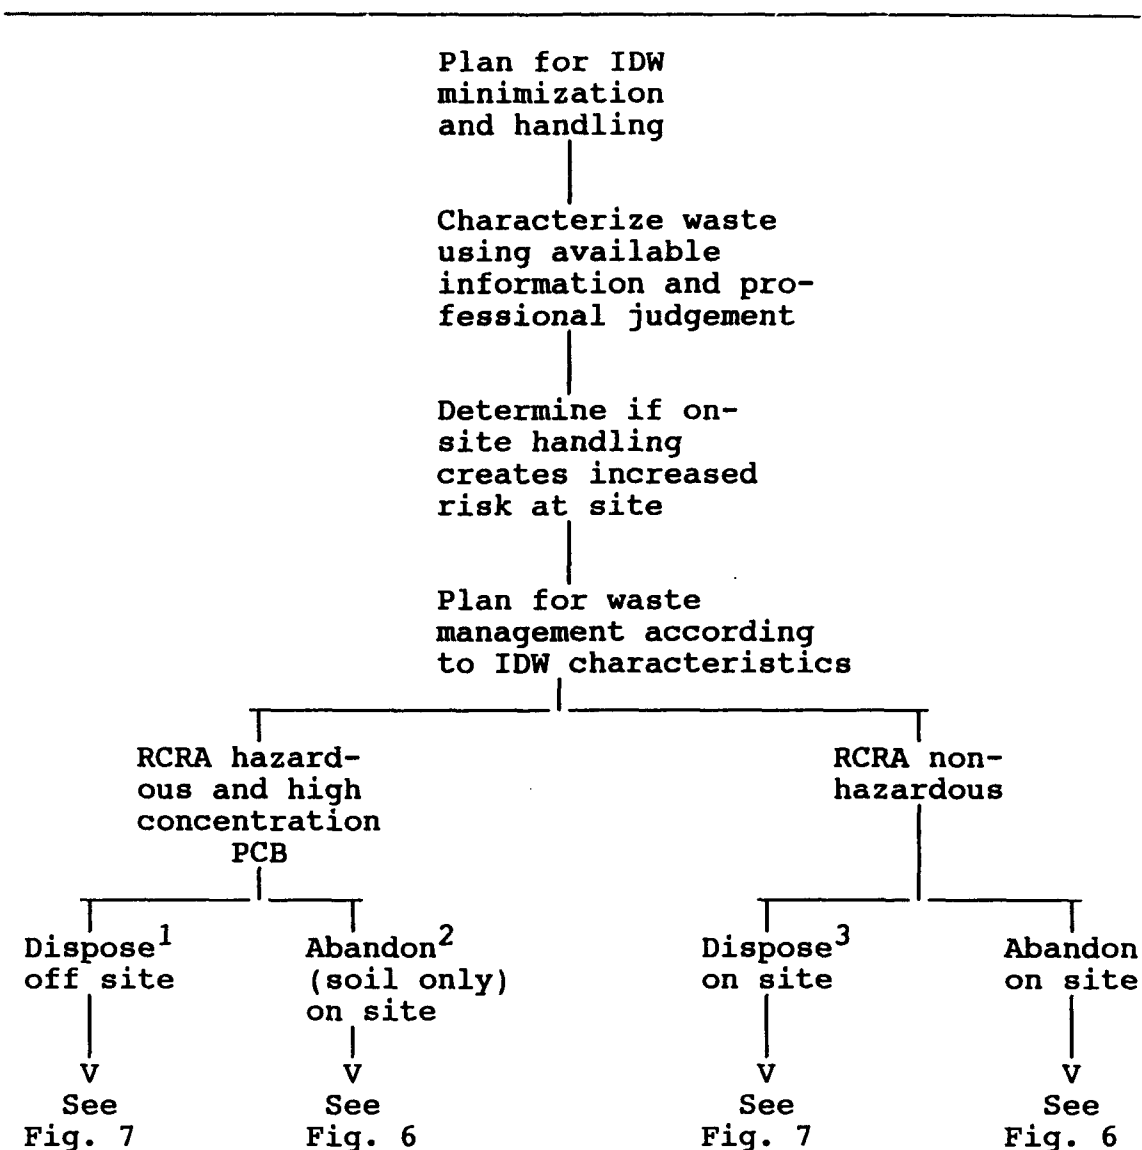 Plan for IDW
minimization
and handling
Characterize waste
using available
information and pro-
fessional judgement
Determine if on-
site handling
creates increased
risk at site
Plan for waste
management according
to IDW characteristics
RCRA hazard-
ous and high
concentration
PCB
RCRA non-
hazardous
Dispose1
off site
Abandon2
(soil only)
on site
Dispose3
on site
Abandon
on site
V
See
Fig. 7
V
See
Fig. 6
V
See
Fig. 7
V
See
Fig. 6